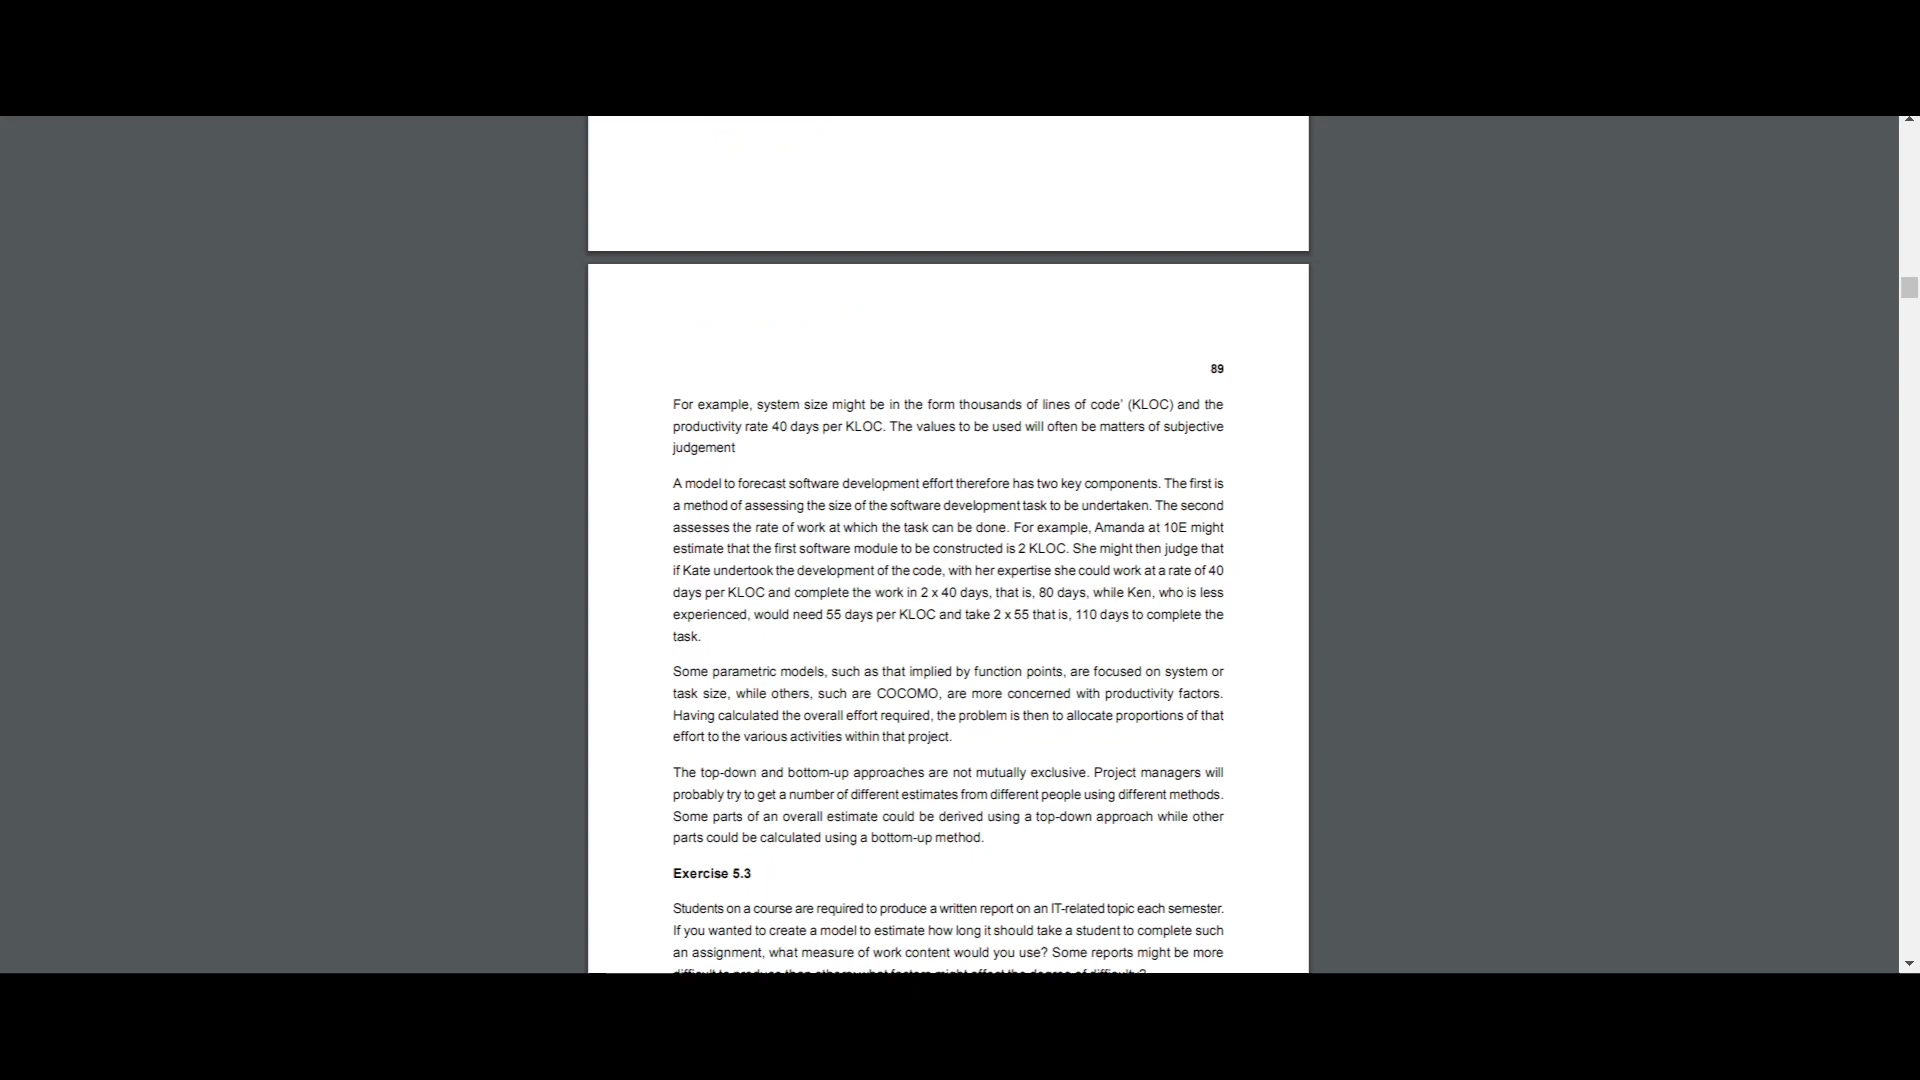 89
For example, system size might be in the form thousands of lines of code' (KLOC) and the
productivity rate 40 days per KLOC. The values to be used will often be matters of subjective
judgement
A model to forecast software development effort therefore has two key components. The first is
a method of assessing the size of the software development task to be undertaken. The second
assesses the rate of work at which the task can be done. For example, Amanda at 10E might
estimate that the first software module to be constructed is 2 KLOC. She might then judge that
if Kate undertook the development of the code, with her expertise she could work at a rate of 40
days per KLOC and complete the work in 2 x 40 days, that is, 80 days, while Ken, who is less
experienced, would need 55 days per KLOC and take 2 x 55 that is, 110 days to complete the
task.
Some parametric models, such as that implied by function points, are focused on system or
task size, while others, such are COCOMO, are more concerned with productivity factors.
Having calculated the overall effort required, the problem is then to allocate proportions of that
effort to the various activities within that project.
The top-down and bottom-up approaches are not mutually exclusive. Project managers will
probably try to get a number of different estimates from different people using different methods.
Some parts of an overall estimate could be derived using a top-down approach while other
parts could be calculated using a bottom-up method.
Exercise 5.3
Students on a course are required to produce a written report on an IT-related topic each semester.
If you wanted to create a model to estimate how long it should take a student to complete such
an assignment, what measure of work content would you use? Some reports might be more
difficult to produce than others: what factors might affect the degree of difficulty?